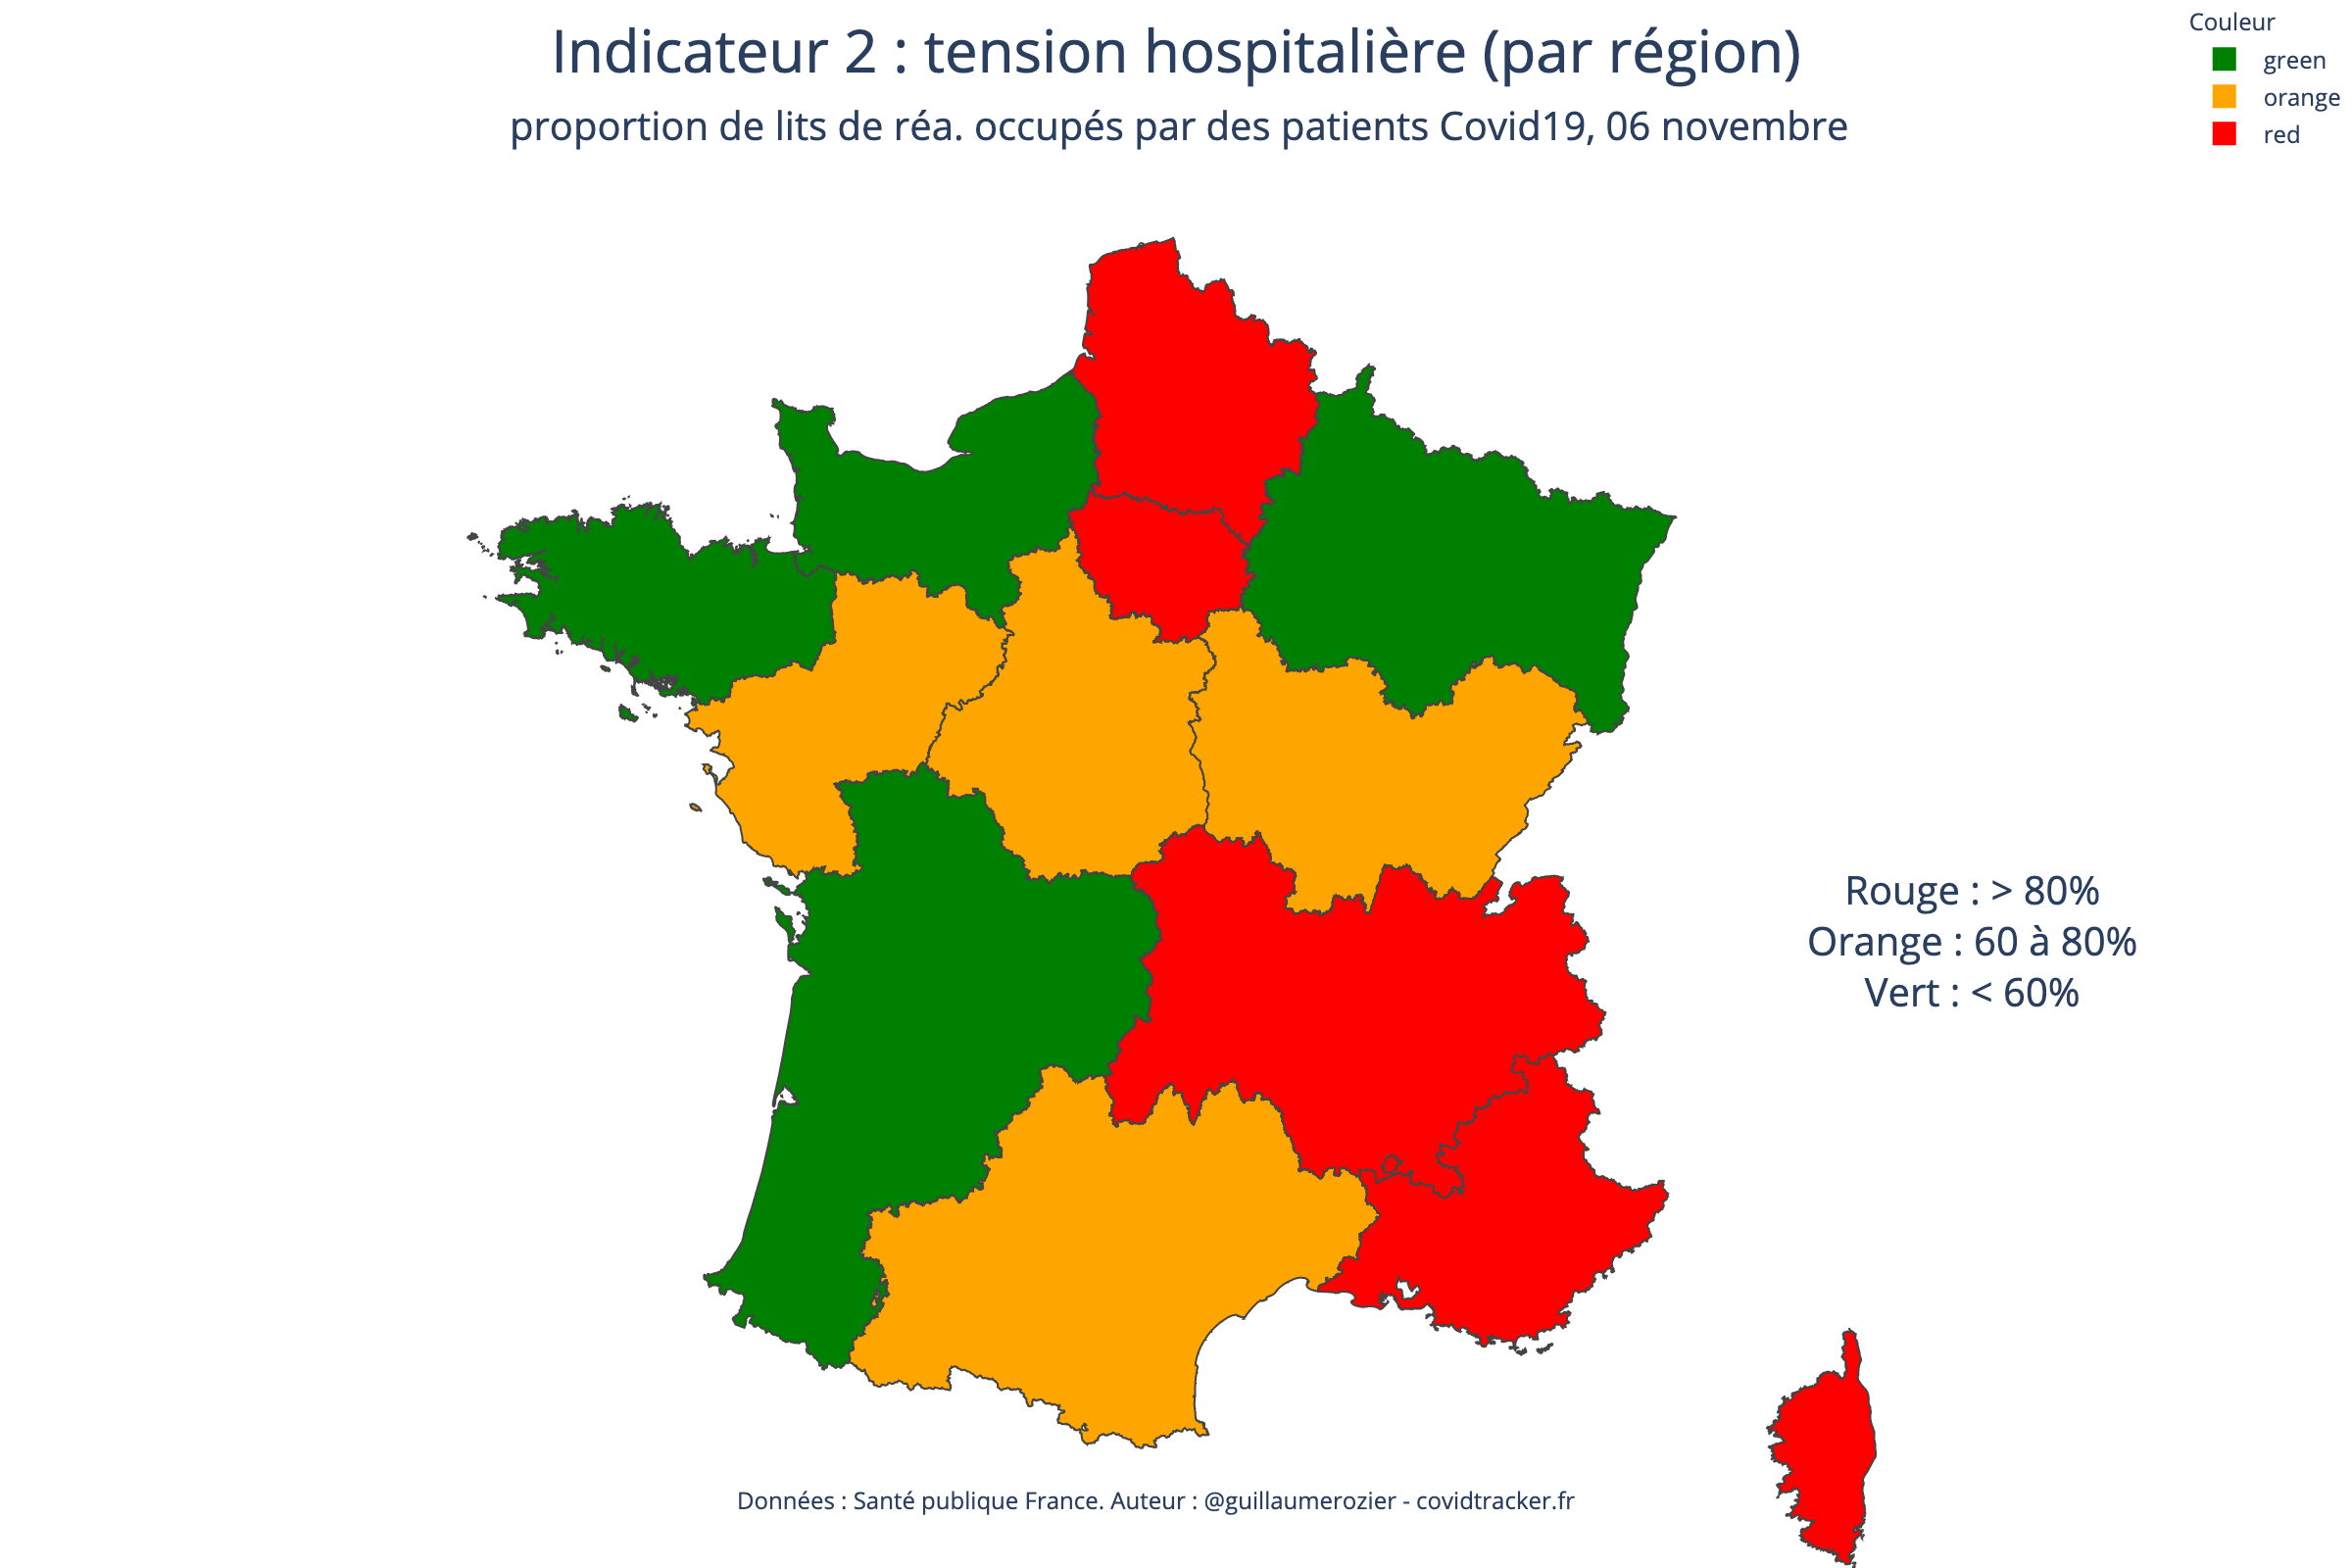 Indicateur 2 : tension hospitalière (par région)
proportion de lits de réa. occupés par des patients Covid19, 06 novembre
Couleur
green
orange
red
Rouge : > 80%
Orange : 60 à 80%
Vert : < 60%
Données : Santé publique France. Auteur : @guillaumerozier - covidtracker.fr